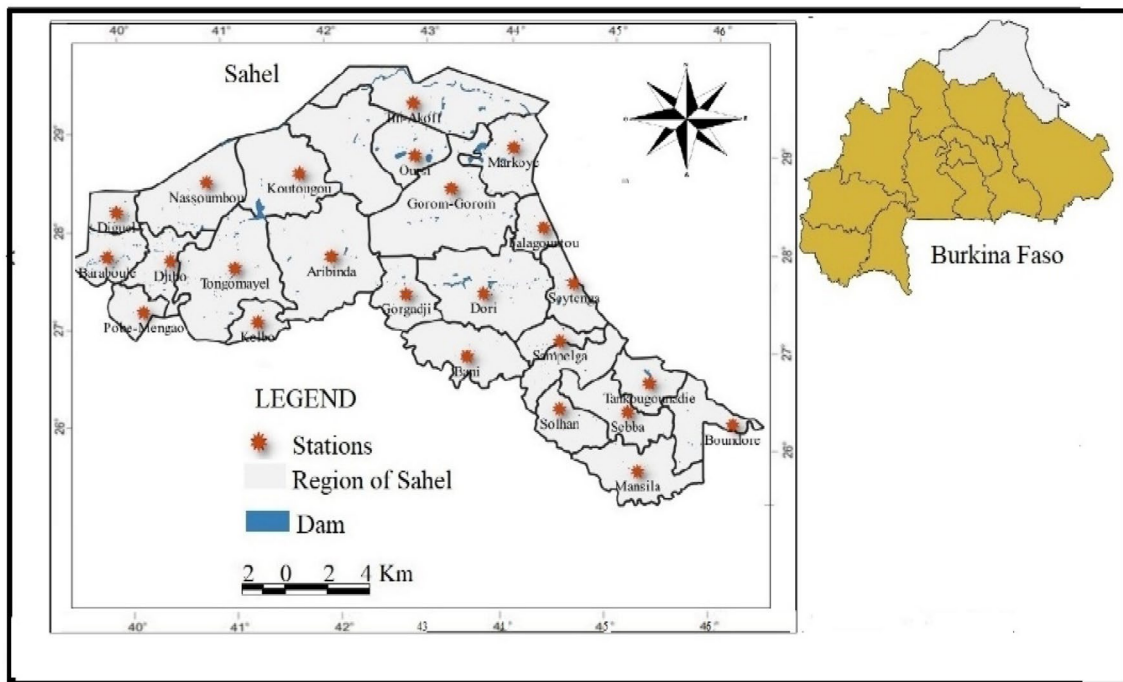 40° 41° 42° 43° 44° 45° 46°
Sahel
29°
28°
27°
26°
29°
28°
27°
26°
In-Akoff
Oursi
Markoye
Koutougou
Nassoumbou
Gorom-Gorom
Diguel
Falagountou
Baraboule
Djibo
Tongomayel
Aribinda
Gorgadji
Dori
Seytenga
Pobe-Mengao
Kelbo
Bani
Sampelga
Tankougounadie
Solhan
Sebba
Boundore
Mansila
LEGEND
Stations
Region of Sahel
Dam
2 0 2 4 Km
40° 41° 42° 43° 44° 45° 46°
Burkina Faso